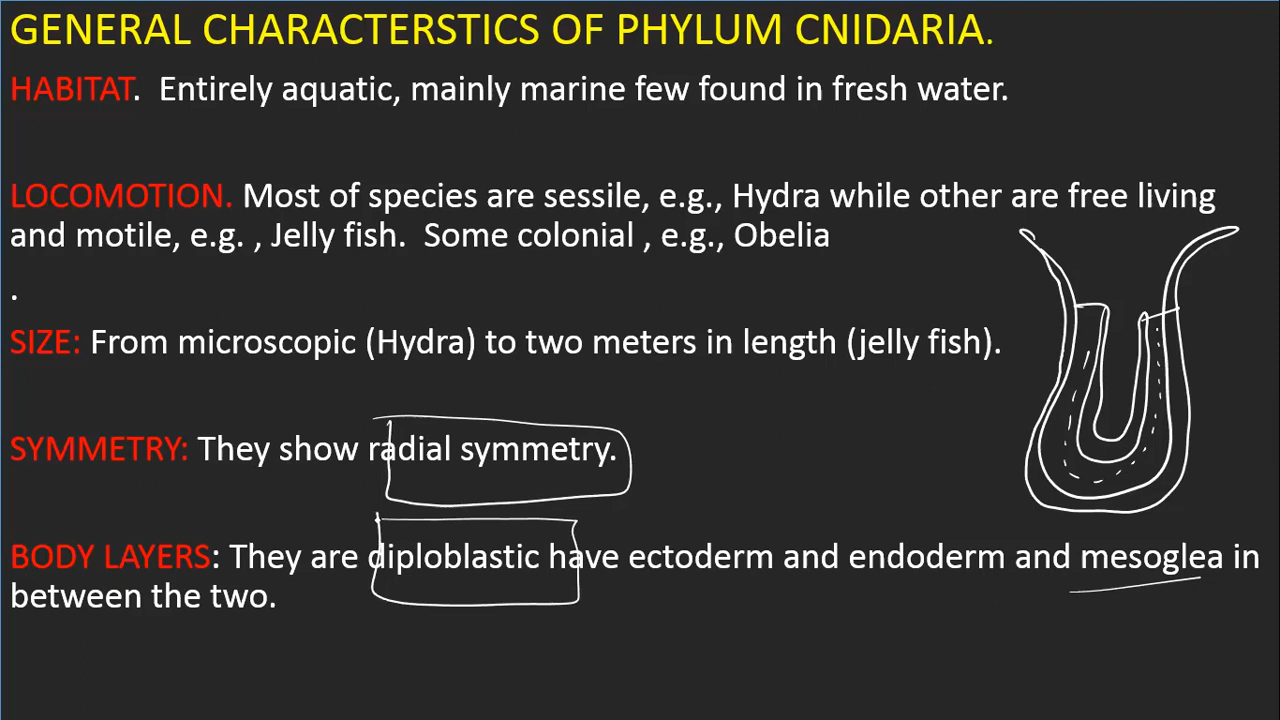 GENERAL CHARACTERSTICS OF PHYLUM CNIDARIA.
HABITAT. Entirely aquatic, mainly marine few found in fresh water.
LOCOMOTION. Most of species are sessile, e.g., Hydra while other are free living
and motile, e.g. , Jelly fish. Some colonial , e.g., Obelia
.
SIZE: From microscopic (Hydra) to two meters in length (jelly fish).
SYMMETRY: They show radial symmetry.
BODY LAYERS: They are diploblastic have ectoderm and endoderm and mesoglea in
between the two.